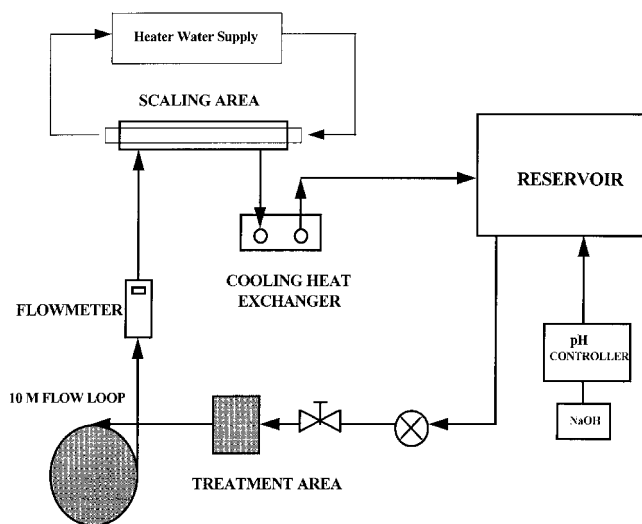 Heater Water Supply
SCALING AREA
RESERVOIR
COOLING HEAT
EXCHANGER
FLOWMETER
pH
CONTROLLER
10 M FLOW LOOP
NaOH
TREATMENT AREA